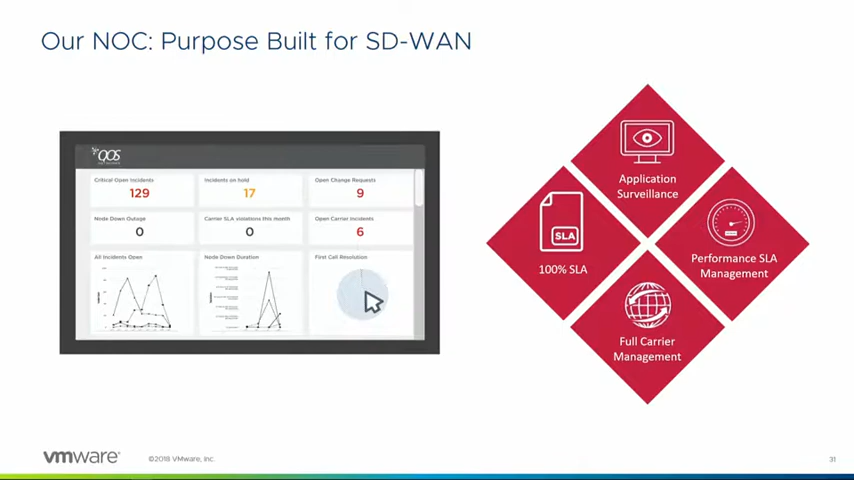 Our NOC: Purpose Built for SD-WAN
QOS
Critical Open Incidents
129
Incidents on hold
17
Open Change Requests
9
Node Down Outage
0
Carrier SLA violations this month
0
Open Carrier Incidents
6
All Incidents Open
Node Down Duration
First Call Resolution
Application
Surveillance
SLA
100% SLA
Performance SLA
Management
Full Carrier
Management
vmware
©2018 VMware, Inc.
31